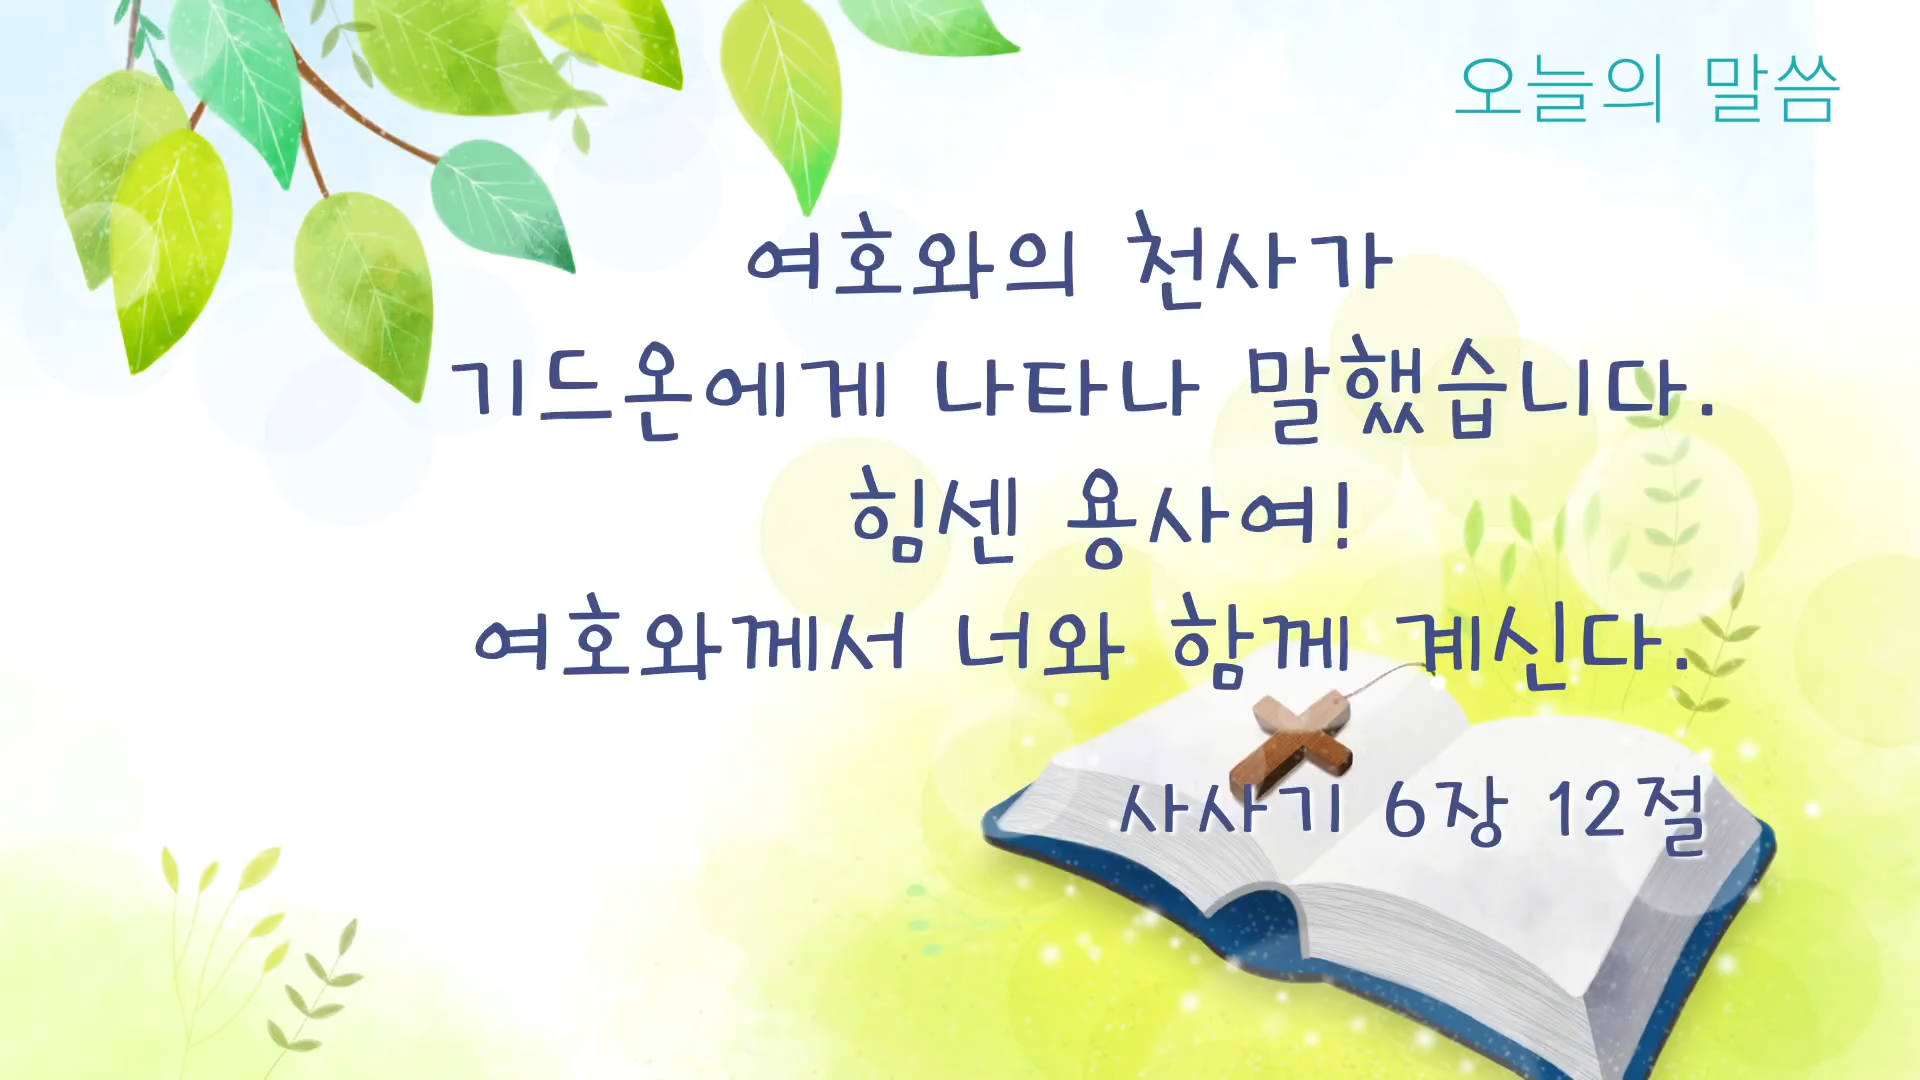 오늘의 말씀
여호와의 천사가
기드온에게 나타나 말했습니다.
힘센 용사여!
여호와께서 너와 함께 계신다.
사사기 6장 12절